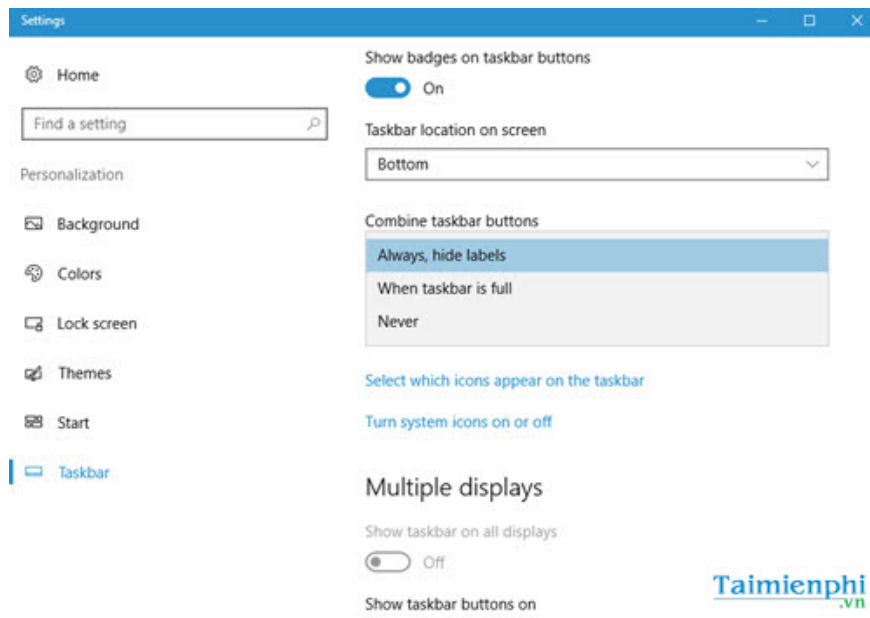 Settings
Home
Find a setting
Personalization
Background
Colors
Lock screen
Themes
Start
Taskbar
Show badges on taskbar buttons
On
Taskbar location on screen
Bottom
Combine taskbar buttons
Always, hide labels
When taskbar is full
Never
Select which icons appear on the taskbar
Turn system icons on or off
Multiple displays
Show taskbar on all displays
Off
Show taskbar buttons on
Taimienphi
.vn